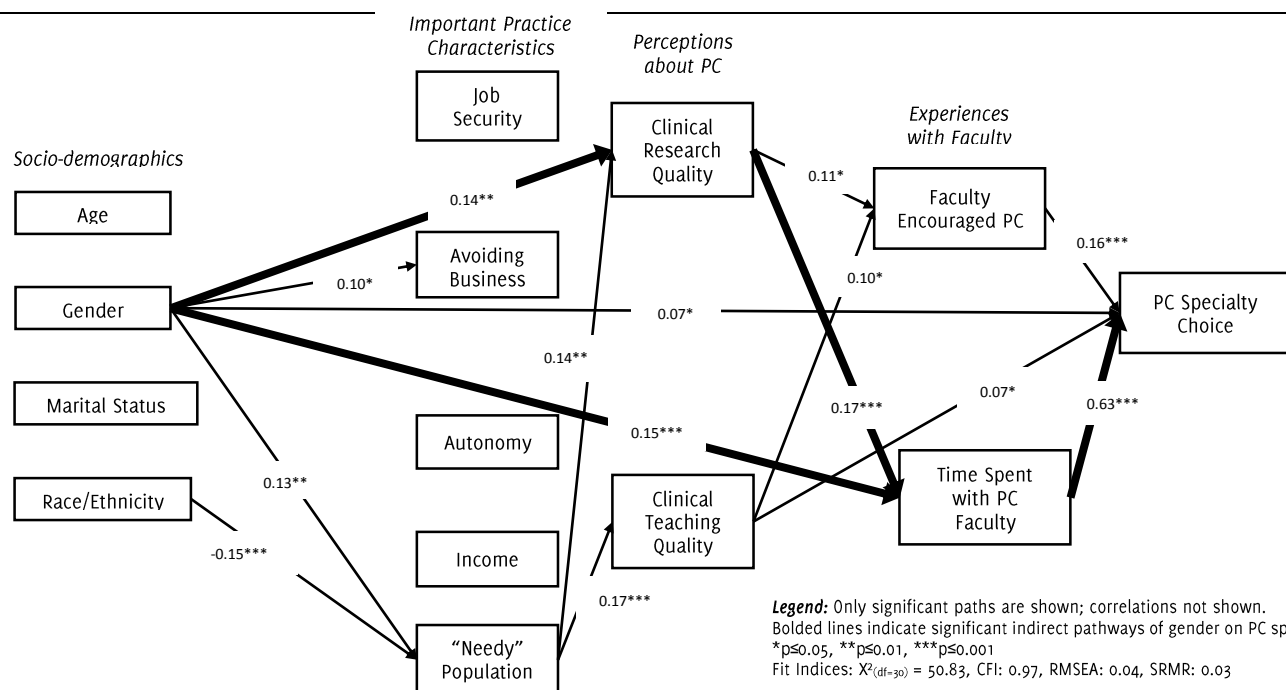 Important Practice
Characteristics
Perceptions
about PC
Experiences
with Faculty
Socio-demographics
Job
Security
Clinical
Research
Quality
Faculty
Encouraged PC
Age
Avoiding
Business
Gender
PC Specialty
Choice
Marital Status
Autonomy
Race/Ethnicity
Clinical
Teaching
Quality
Time Spent
with PC
Faculty
Income
“Needy”
Population
0.14**
0.11*
0.10*
0.10*
0.16***
0.07*
0.14**
0.07*
0.17***
0.63***
0.15***
0.13**
-0.15***
0.17***
Legend: Only significant paths are shown; correlations not shown.
Bolded lines indicate significant indirect pathways of gender on PC sp
*p≤0.05, **p≤0.01, ***p≤0.001
Fit Indices: X²(df=30) = 50.83, CFI: 0.97, RMSEA: 0.04, SRMR: 0.03